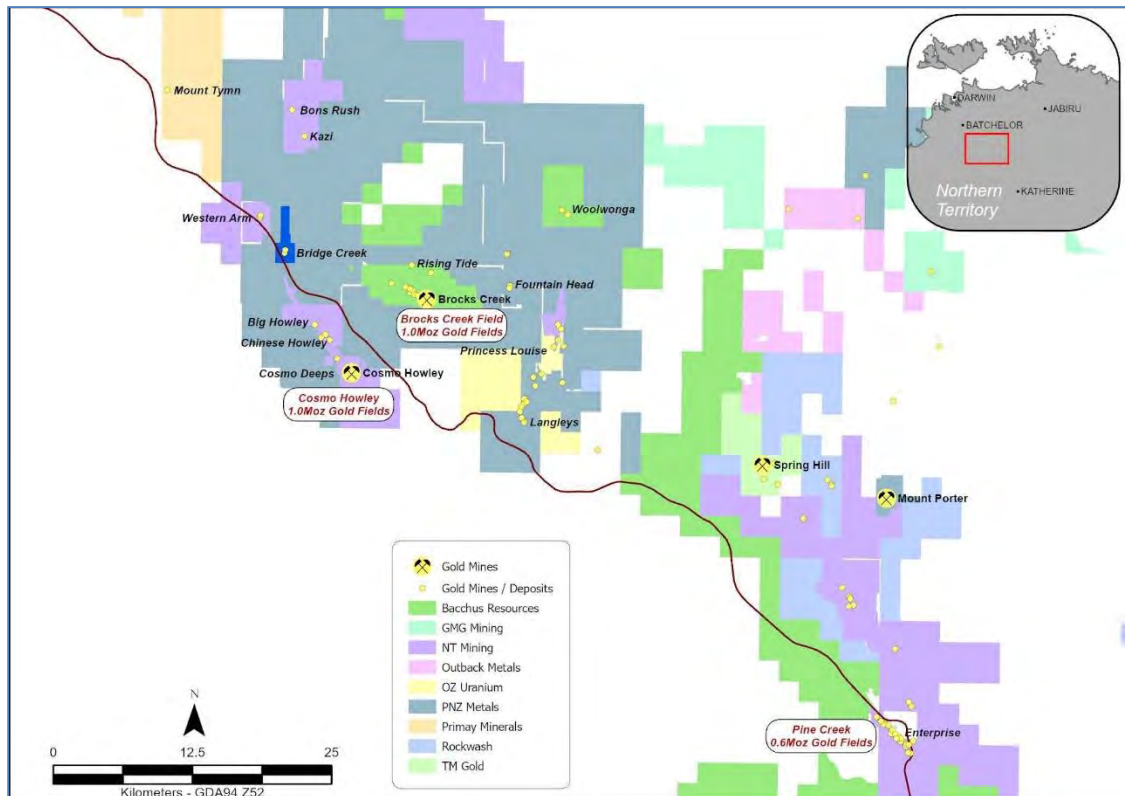 DARWIN
JABIRU
BATCHELOR
Northern
Territory
KATHERINE
Mount Tymn
Bons Rush
Kazi
Western Arm
Woolwonga
Bridge Creek
Rising Tide
Fountain Head
Brocks Creek
Brocks Creek Field
1.0Moz Gold Fields
Big Howley
Chinese Howley
Princess Louise
Cosmo Deeps
Cosmo Howley
Cosmo Howley
1.0Moz Gold Fields
Langleys
Spring Hill
Mount Porter
Gold Mines
Gold Mines / Deposits
Bacchus Resources
GMG Mining
NT Mining
Outback Metals
OZ Uranium
PNZ Metals
Primay Minerals
Rockwash
TM Gold
Pine Creek
0.6Moz Gold Fields
Enterprise
N
0 12.5 25
Kilometers - GDA94 Z52